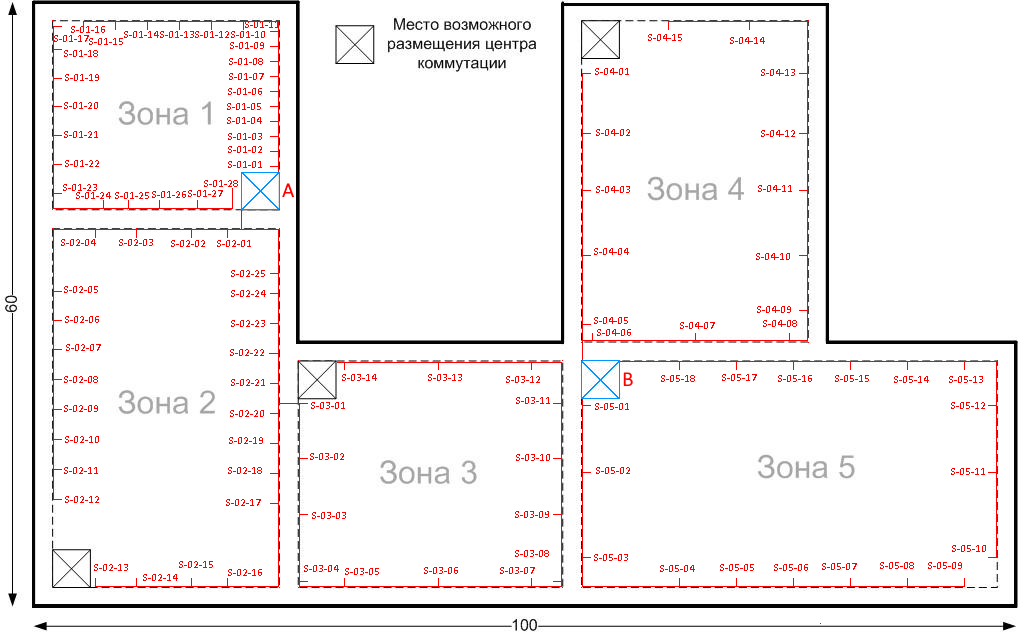 Место возможного
размещения центра
коммутации
S-01-16
S-01-17
S-01-15
S-01-14
S-01-13
S-01-12
S-01-11
S-01-10
S-01-09
S-01-18
S-01-08
S-01-19
S-01-07
S-01-06
S-01-20
S-01-05
Зона 1
S-01-04
S-01-21
S-01-03
S-01-02
S-01-22
S-01-01
S-01-23
S-01-28
S-01-24
S-01-25
S-01-26
S-01-27
A
S-02-04
S-02-03
S-02-02
S-02-01
S-02-25
S-02-05
S-02-24
S-02-06
S-02-23
S-02-07
S-02-22
S-02-08
S-02-21
Зона 2
S-02-09
S-02-20
S-02-10
S-02-19
S-02-11
S-02-18
S-02-12
S-02-17
S-02-13
S-02-14
S-02-15
S-02-16
S-03-14
S-03-13
S-03-12
S-03-01
S-03-11
S-03-02
S-03-10
Зона 3
S-03-03
S-03-09
S-03-08
S-03-04
S-03-05
S-03-06
S-03-07
S-04-15
S-04-14
S-04-01
S-04-13
S-04-02
S-04-12
S-04-03
Зона 4
S-04-11
S-04-04
S-04-10
S-04-09
S-04-05
S-04-06
S-04-07
S-04-08
B
S-05-18
S-05-17
S-05-16
S-05-15
S-05-14
S-05-13
S-05-01
S-05-12
S-05-02
Зона 5
S-05-11
S-05-03
S-05-10
S-05-04
S-05-05
S-05-06
S-05-07
S-05-08
S-05-09
60
100